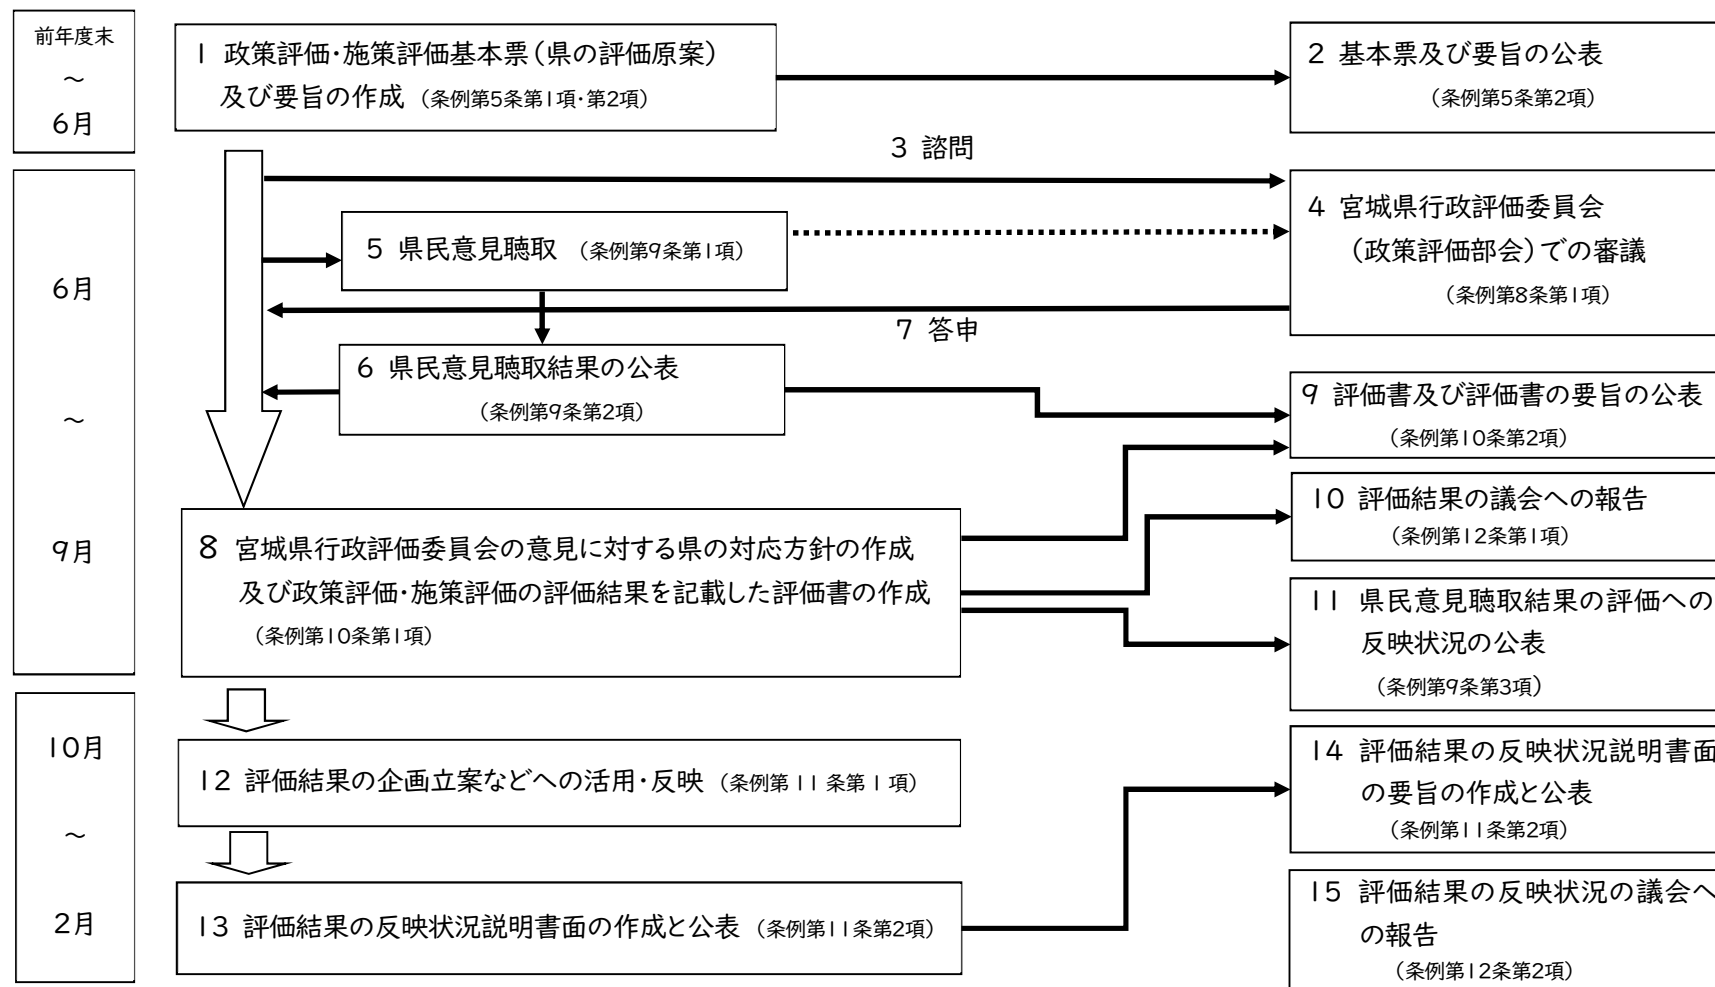 前年度末
～
6月
1 政策評価・施策評価基本票（県の評価原案）
及び要旨の作成 （条例第5条第1項・第2項）
2 基本票及び要旨の公表
（条例第5条第2項）
3 諮問
6月
～
9月
4 宮城県行政評価委員会
（政策評価部会）での審議
（条例第8条第1項）
5 県民意見聴取 （条例第9条第1項）
7 答申
6 県民意見聴取結果の公表
（条例第9条第2項）
9 評価書及び評価書の要旨の公表
（条例第10条第2項）
10 評価結果の議会への報告
（条例第12条第1項）
8 宮城県行政評価委員会の意見に対する県の対応方針の作成
及び政策評価・施策評価の評価結果を記載した評価書の作成
（条例第10条第1項）
11 県民意見聴取結果の評価への
反映状況の公表
（条例第9条第3項）
10月
～
2月
12 評価結果の企画立案などへの活用・反映 （条例第11条第1項）
14 評価結果の反映状況説明書面
の要旨の作成と公表
（条例第11条第2項）
13 評価結果の反映状況説明書面の作成と公表 （条例第11条第2項）
15 評価結果の反映状況の議会へ
の報告
（条例第12条第2項）